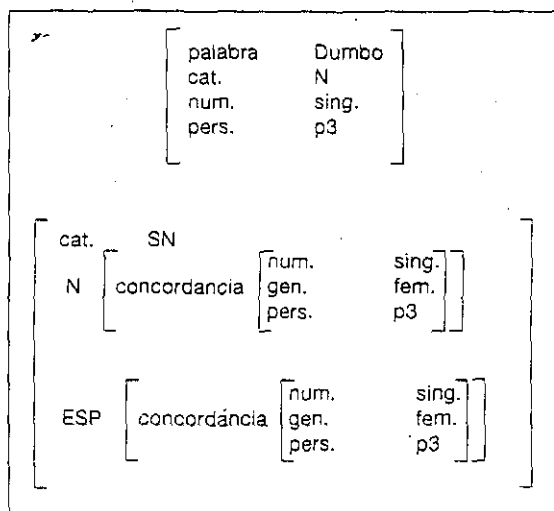 palabra Dumbo
cat. N
num. sing.
pers. p3
cat. SN
num. sing.
N concordancia gen. fem.
pers. p3
num. sing.
ESP concordáncia gen. fem.
pers. p3